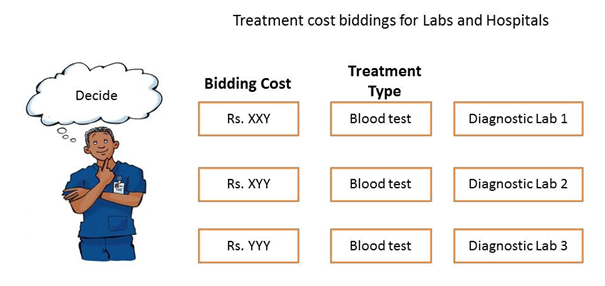 Treatment cost biddings for Labs and Hospitals
Decide
Bidding Cost
Treatment
Type
Rs. XXY
Blood test
Diagnostic Lab 1
Rs. XYY
Blood test
Diagnostic Lab 2
Rs. YYY
Blood test
Diagnostic Lab 3